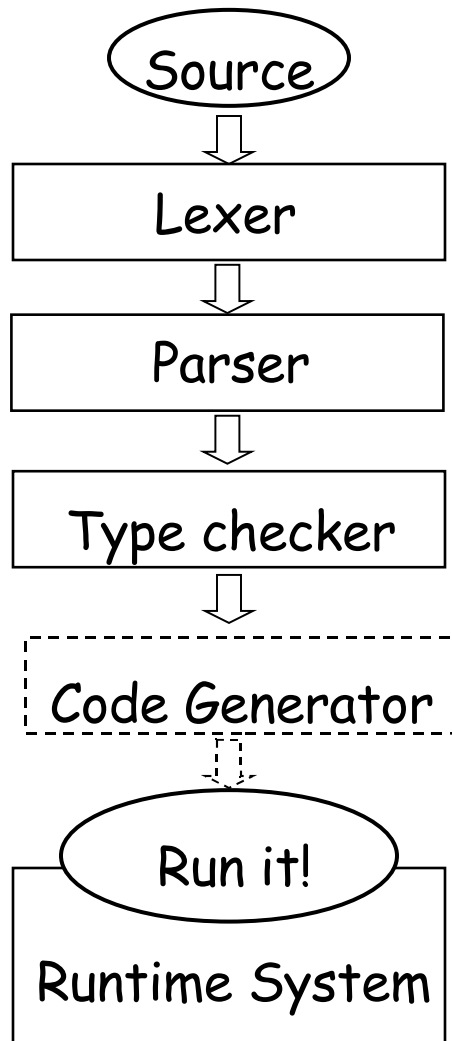 Source
Lexer
Parser
Type checker
Code Generator
Run it!
Runtime System